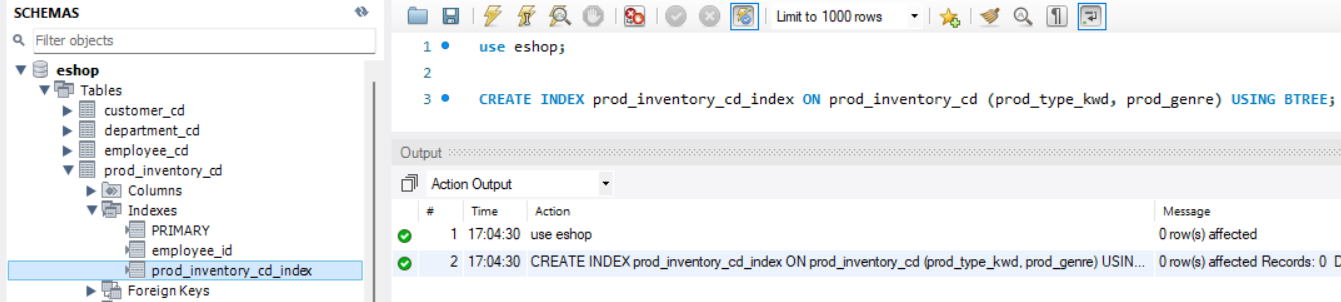 SCHEMAS
Filter objects
eshop
Tables
customer_cd
department_cd
employee_cd
prod_inventory_cd
Columns
Indexes
PRIMARY
employee_id
prod_inventory_cd_index
Foreign Keys
Limit to 1000 rows
1 use eshop;
2
3 CREATE INDEX prod_inventory_cd_index ON prod_inventory_cd (prod_type_kwd, prod_genre) USING BTREE;
Output
Action Output
# Time Action Message
1 17:04:30 use eshop 0 row(s) affected
2 17:04:30 CREATE INDEX prod_inventory_cd_index ON prod_inventory_cd (prod_type_kwd, prod_genre) USIN... 0 row(s) affected Records: 0 D